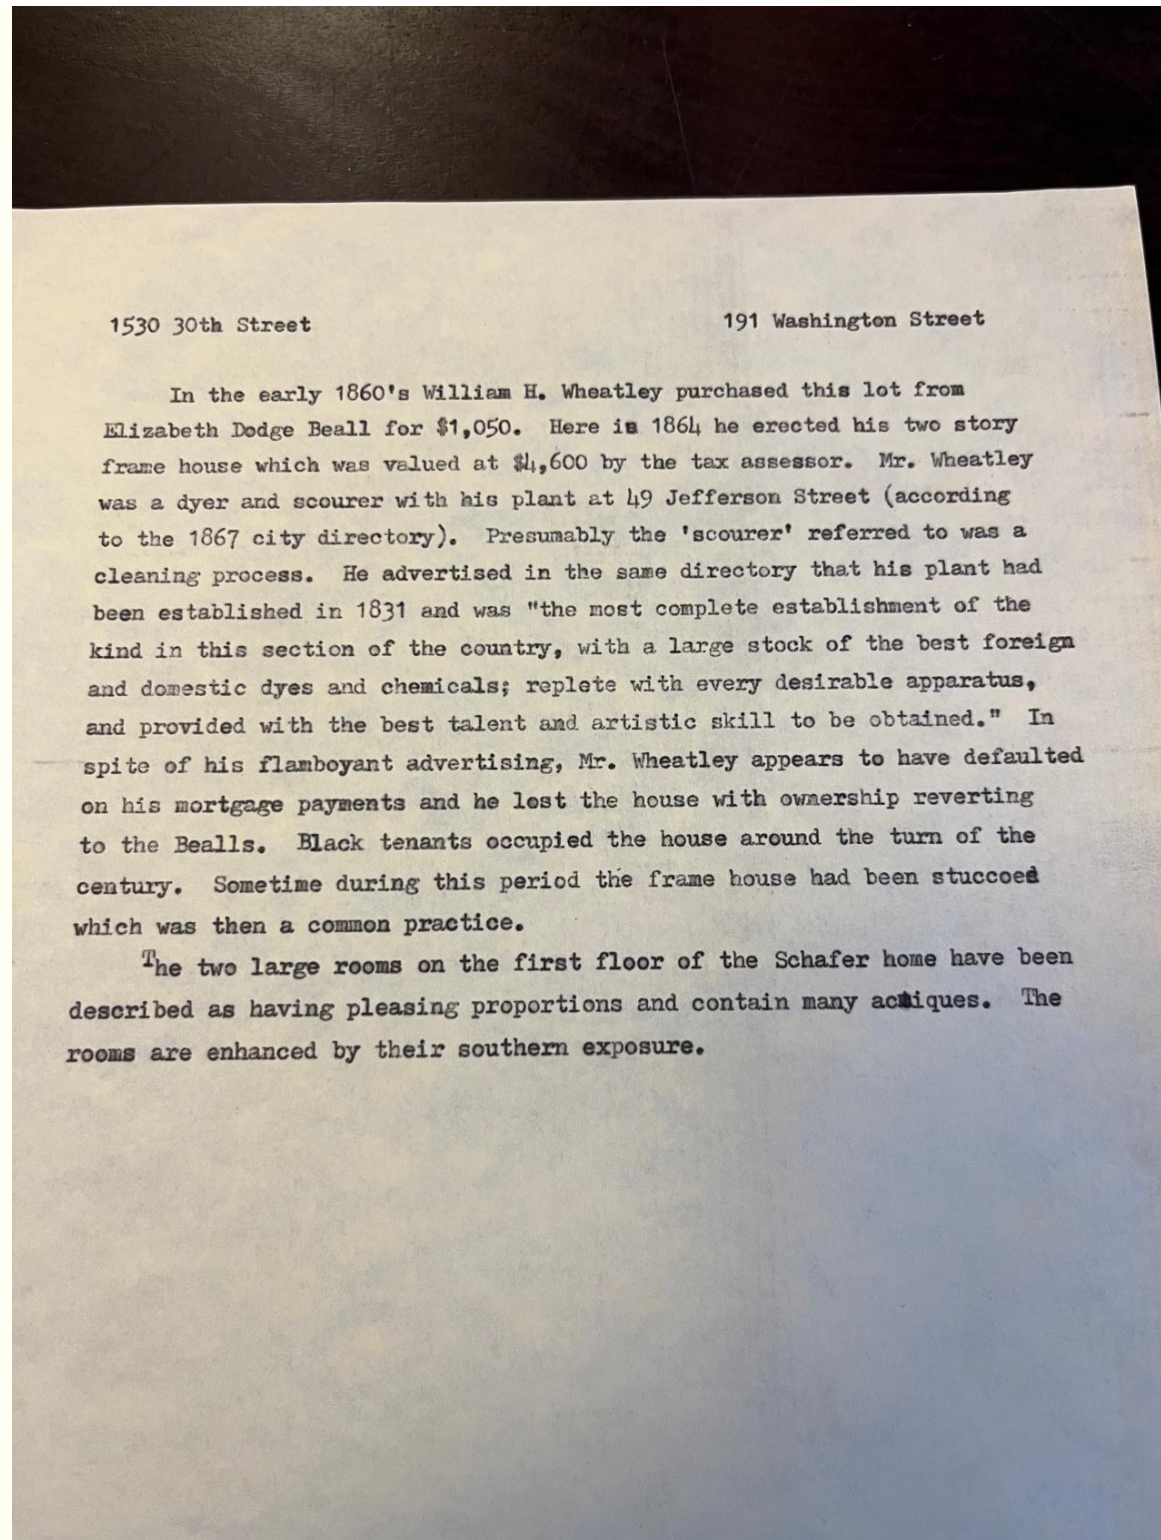 1530 30th Street 191 Washington Street
In the early 1860's William H. Wheatley purchased this lot from
Elizabeth Dodge Beall for $1,050. Here is 1864 he erected his two story
frame house which was valued at $4,600 by the tax assessor. Mr. Wheatley
was a dyer and scourer with his plant at 49 Jefferson Street (according
to the 1867 city directory). Presumably the 'scourer' referred to was a
cleaning process. He advertised in the same directory that his plant had
been established in 1831 and was "the most complete establishment of the
kind in this section of the country, with a large stock of the best foreign
and domestic dyes and chemicals; replete with every desirable apparatus,
and provided with the best talent and artistic skill to be obtained." In
spite of his flamboyant advertising, Mr. Wheatley appears to have defaulted
on his mortgage payments and he lost the house with ownership reverting
to the Bealls. Black tenants occupied the house around the turn of the
century. Sometime during this period the frame house had been stuccoed
which was then a common practice.
The two large rooms on the first floor of the Schafer home have been
described as having pleasing proportions and contain many . The
rooms are enhanced by their southern exposure.